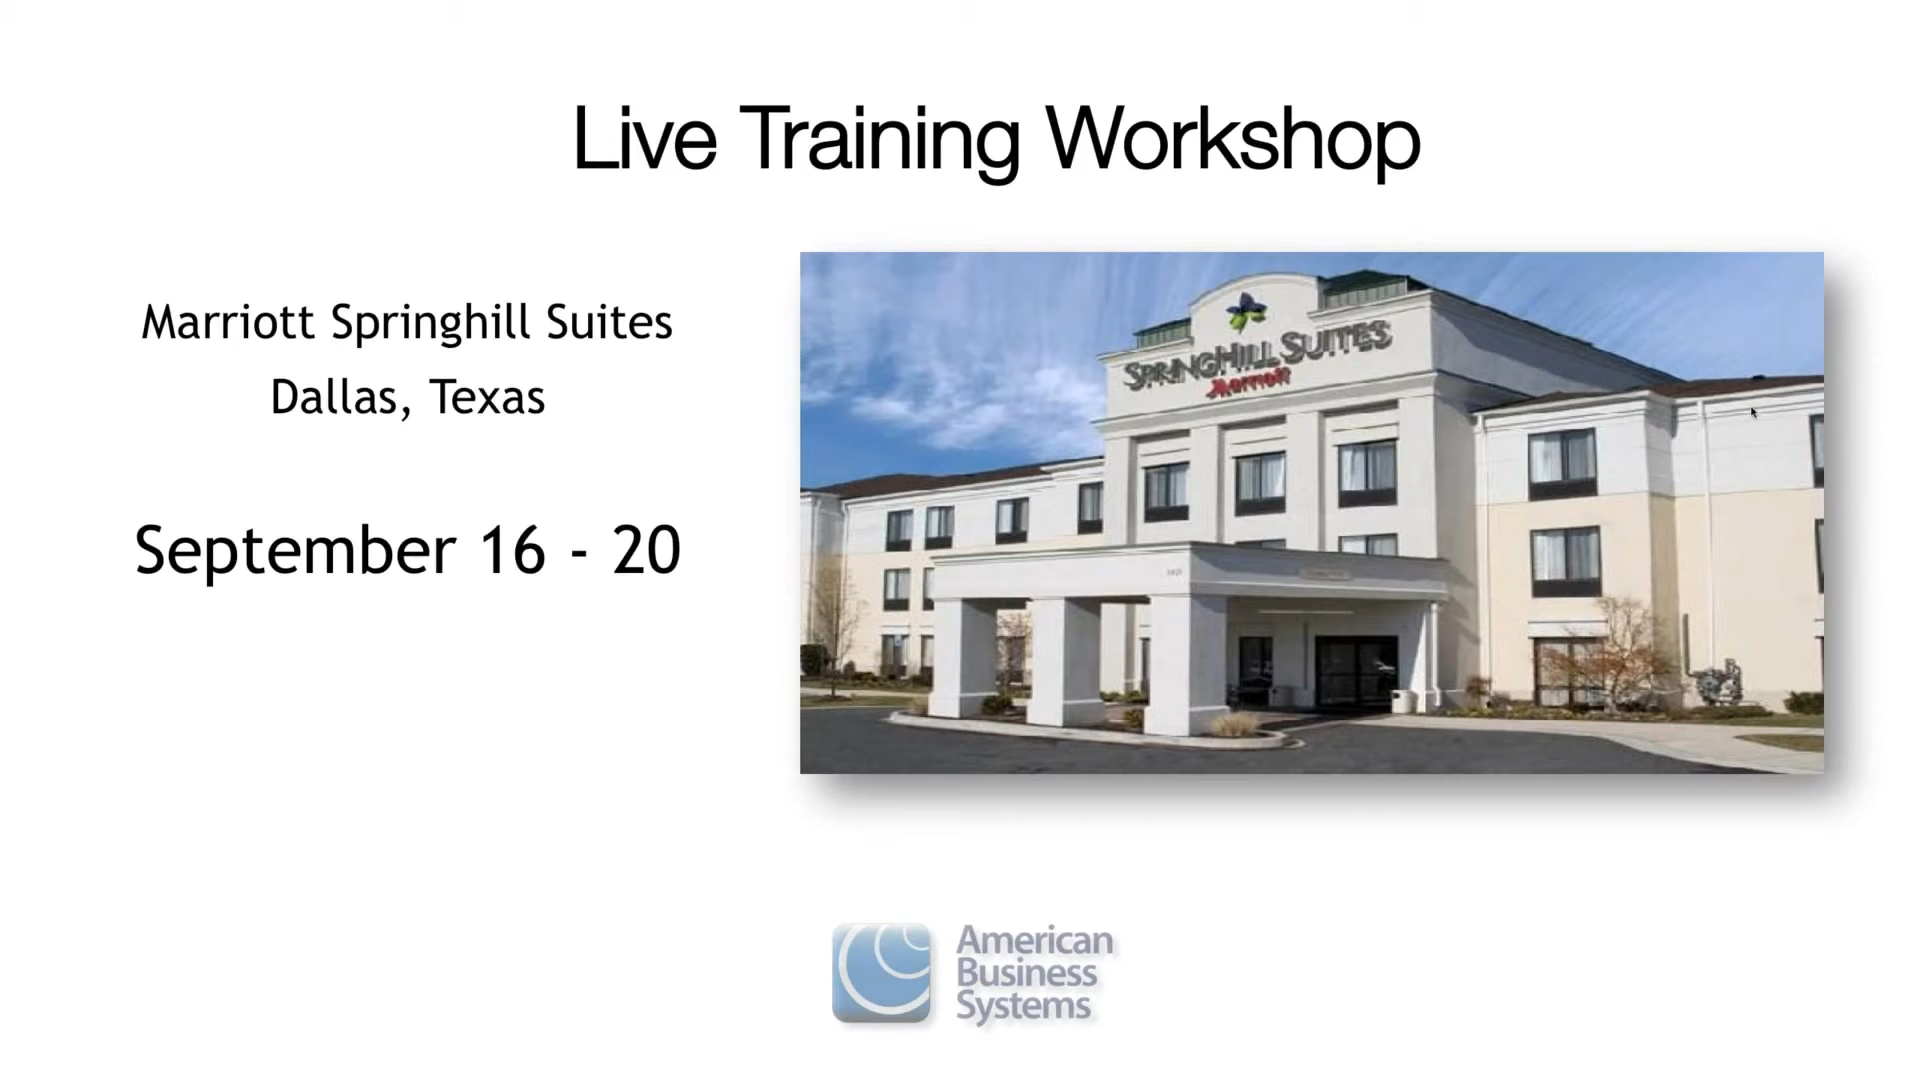 Live Training Workshop
Marriott Springhill Suites
Dallas, Texas
September 16 - 20
SPRINGHILL SUITES
Marriott
American
Business
Systems